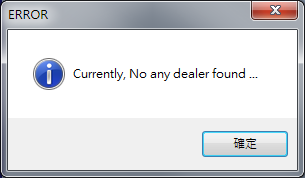 ERROR
Currently, No any dealer found ...
確定